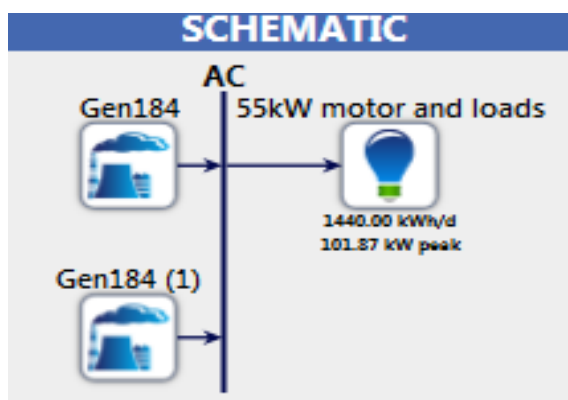 SCHEMATIC
AC
Gen184
55kW motor and loads
1440.00 kWh/d
101.87 kW peak
Gen184 (1)